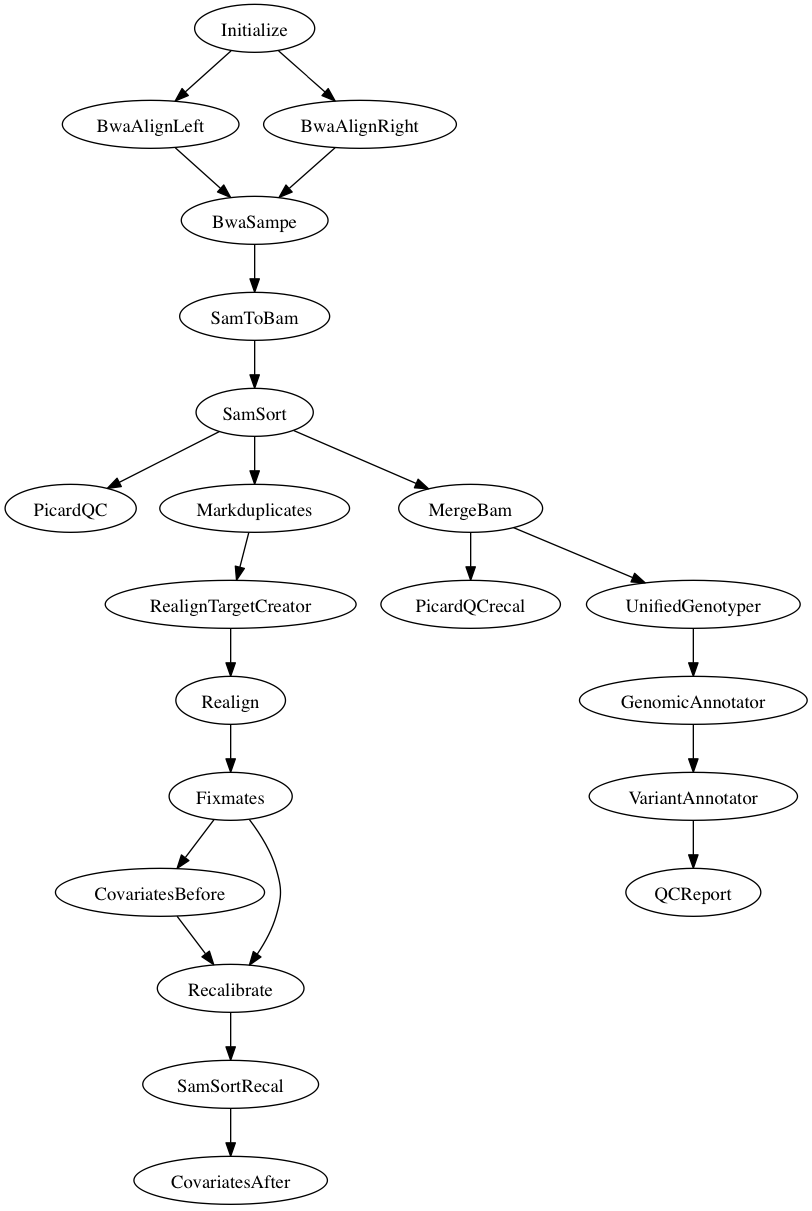 Initialize
BwaAlignLeft
BwaAlignRight
BwaSampe
SamToBam
SamSort
PicardQC
Markduplicates
MergeBam
RealignTargetCreator
PicardQCrecal
UnifiedGenotyper
Realign
GenomicAnnotator
Fixmates
VariantAnnotator
CovariatesBefore
QCReport
Recalibrate
SamSortRecal
CovariatesAfter